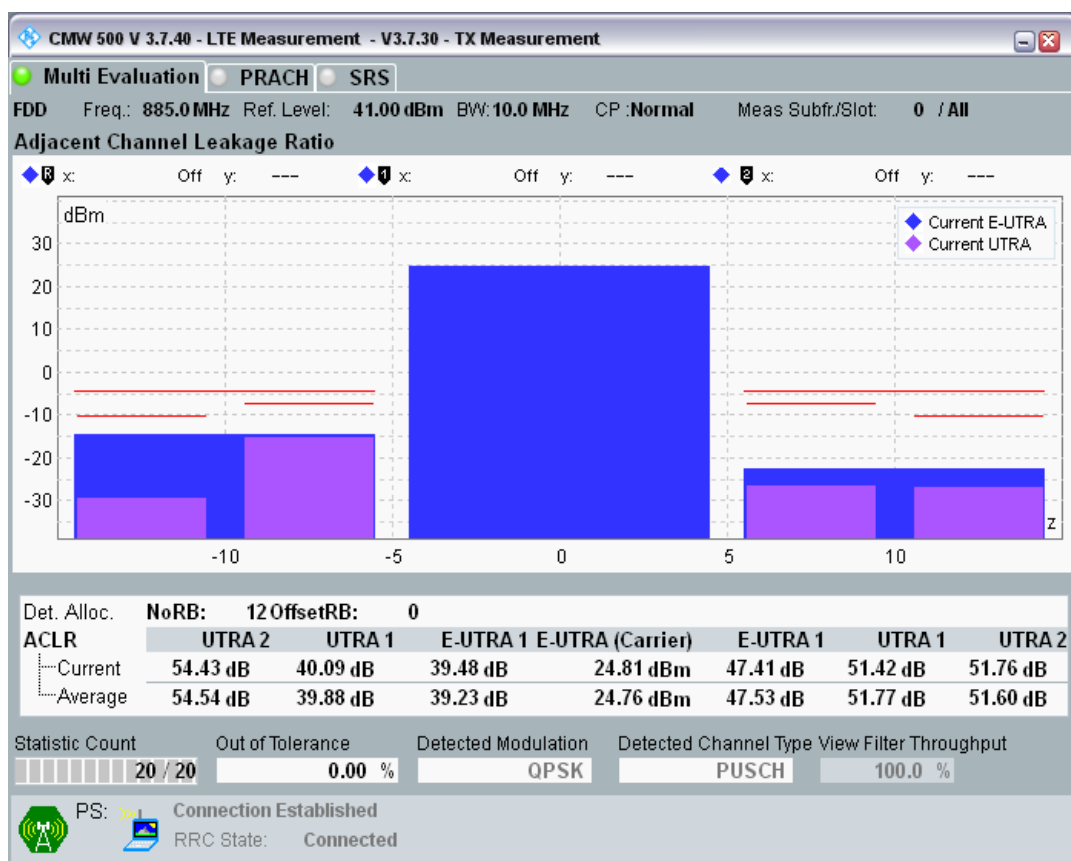 CMW 500 V 3.7.40 - LTE Measurement - V3.7.30 - TX Measurement
Multi Evaluation PRACH SRS
FDD Freq.: 885.0 MHz Ref. Level: 41.00 dBm BW: 10.0 MHz CP :Normal Meas Subfr./Slot: 0 / All
Adjacent Channel Leakage Ratio
R x: Off y: --- 1 x: Off y: --- 2 x: Off y: ---
dBm
Current E-UTRA
Current UTRA
30
20
10
0
-10
-20
-30
z
-10 -5 0 5 10
Det. Alloc. NoRB: 12 OffsetRB: 0
ACLR UTRA 2 UTRA 1 E-UTRA 1 E-UTRA (Carrier) E-UTRA 1 UTRA 1 UTRA 2
Current 54.43 dB 40.09 dB 39.48 dB 24.81 dBm 47.41 dB 51.42 dB 51.76 dB
Average 54.54 dB 39.88 dB 39.23 dB 24.76 dBm 47.53 dB 51.77 dB 51.60 dB
Statistic Count Out of Tolerance Detected Modulation Detected Channel Type View Filter Throughput
20 / 20 0.00 % QPSK PUSCH 100.0 %
PS: Connection Established
RRC State: Connected